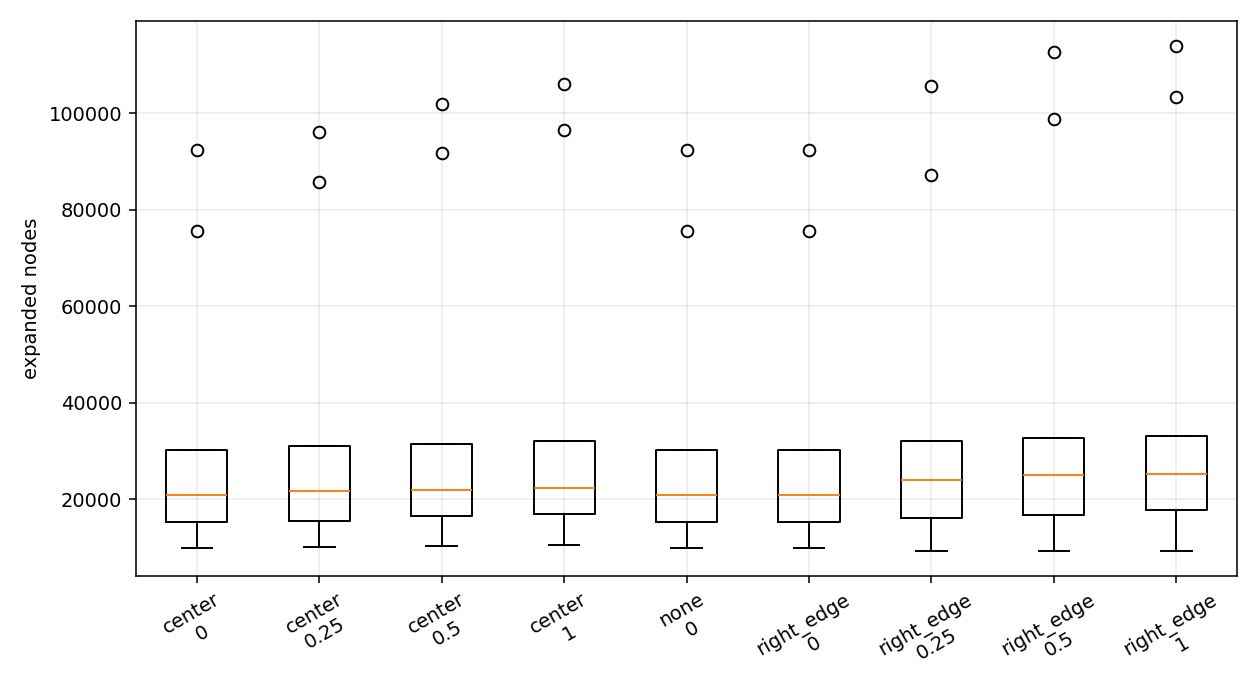 100000
80000
60000
40000
20000
expanded nodes
center
0
center
0.25
center
0.5
center
1
none
0
right_edge
0
right_edge
0.25
right_edge
0.5
right_edge
1